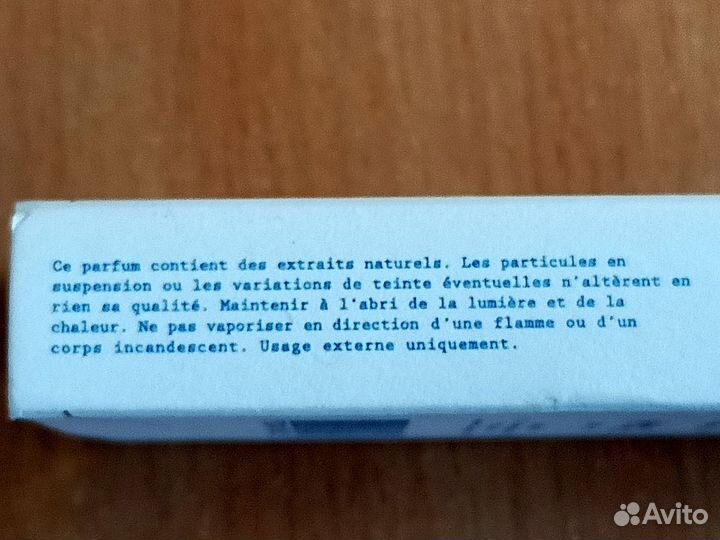 Ce parfum contient des extraits naturels. Les particules en
suspension ou les variations de teinte éventuelles n'altèrent en
rien sa qualité. Maintenir à l'abri de la lumière et de la
chaleur. Ne pas vaporiser en direction d'une flamme ou d'un
corps incandescent. Usage externe uniquement.
Avito